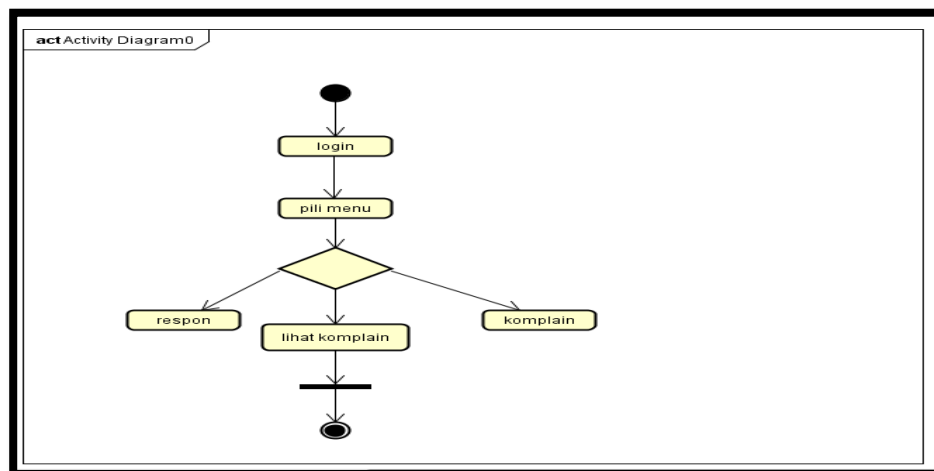 act Activity Diagram0
login
pili menu
respon
lihat komplain
komplain